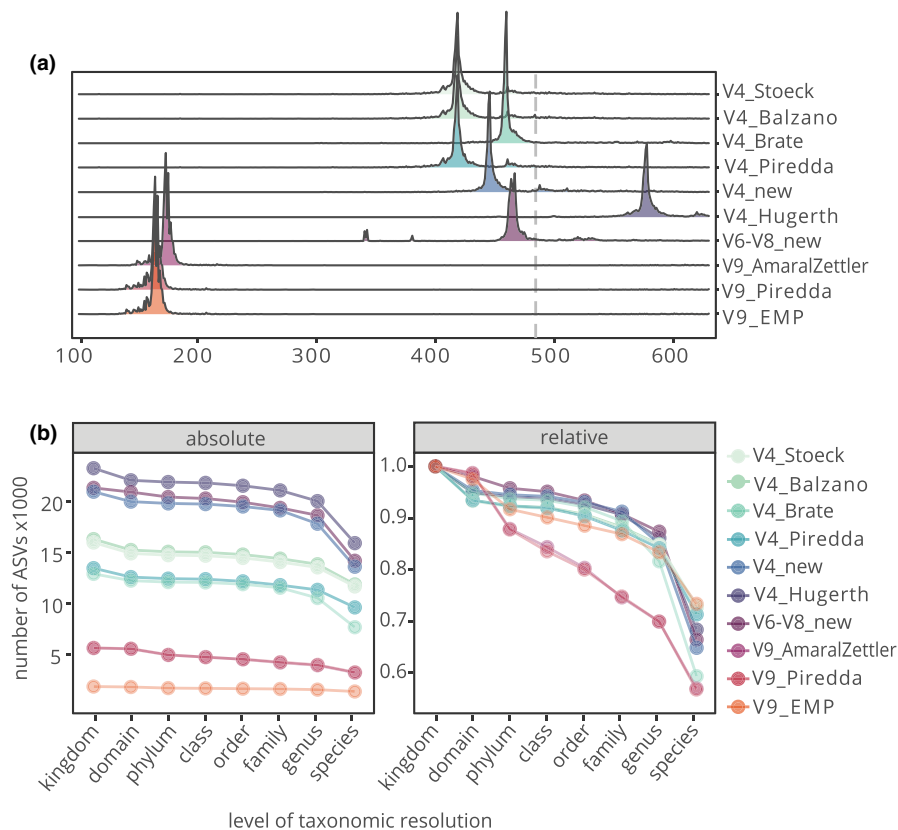 (a)
V4_Stoeck
V4_Balzano
V4_Brate
V4_Piredda
V4_new
V4_Hugerth
V6-V8_new
V9_AmaralZettler
V9_Piredda
V9_EMP
100 200 300 400 500 600
(b)
absolute
relative
number of ASVs x1000
20
15
10
5
1.0
0.9
0.8
0.7
0.6
kingdom domain phylum class order family genus species
kingdom domain phylum class order family genus species
level of taxonomic resolution
V4_Stoeck
V4_Balzano
V4_Brate
V4_Piredda
V4_new
V4_Hugerth
V6-V8_new
V9_AmaralZettler
V9_Piredda
V9_EMP